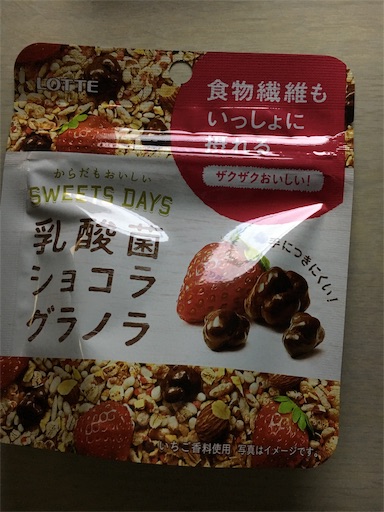 LOTTE
食物繊維も
いっしょに
摂れる
ザクザクおいしい!
からだもおいしい
SWEETS DAYS
乳酸菌
ショコラ
グラノラ
手につきにくい!
いちご香料使用 写真はイメージです。